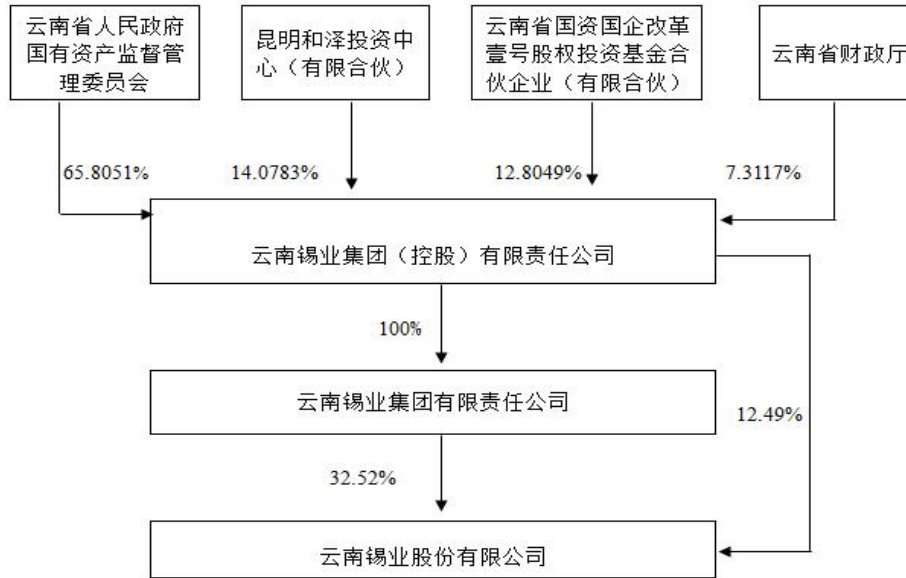 云南省人民政府
国有资产监督管
理委员会
昆明和泽投资中
心（有限合伙）
云南省国资国企改革
壹号股权投资基金合
伙企业（有限合伙）
云南省财政厅
65.8051%
14.0783%
12.8049%
7.3117%
云南锡业集团（控股）有限责任公司
100%
云南锡业集团有限责任公司
12.49%
32.52%
云南锡业股份有限公司